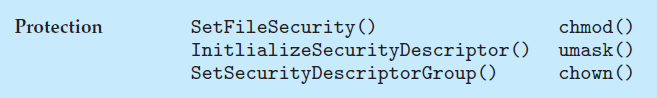 Protection SetFileSecurity() chmod()
InitlializeSecurityDescriptor() umask()
SetSecurityDescriptorGroup() chown()